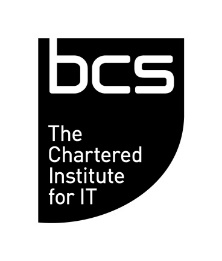 bcs
The
Chartered
Institute
for IT